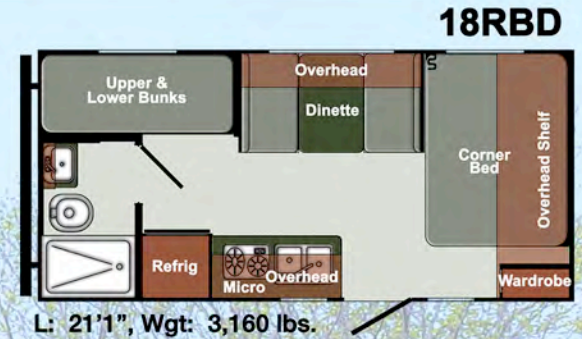 18RBD
Upper &
Lower Bunks
Overhead
Dinette
Corner
Bed
Overhead Shelf
Refrig
Micro
Overhead
Wardrobe
L: 21'1", Wgt: 3,160 lbs.